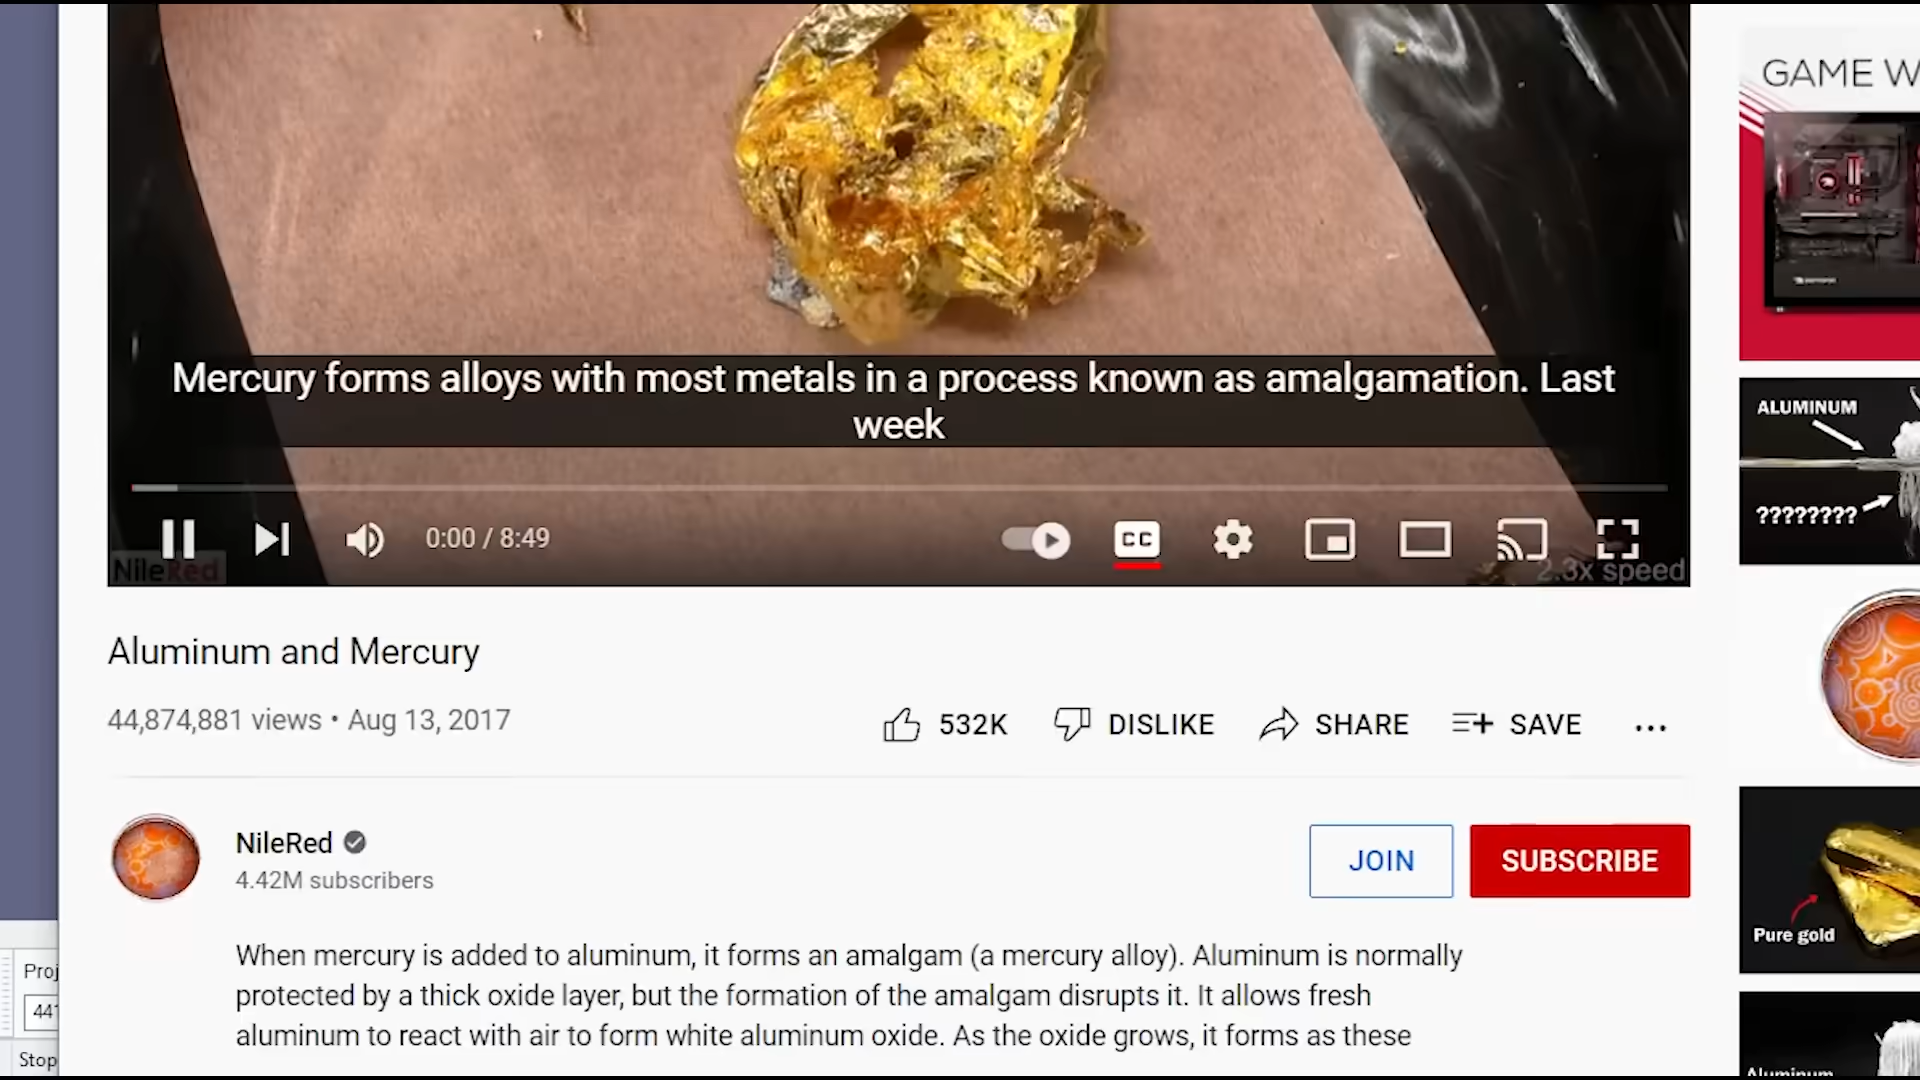 GAME W
Mercury forms alloys with most metals in a process known as amalgamation. Last
week
0:00 / 8:49
CC
NileRed
2.3x speed
ALUMINUM
????????
Aluminum and Mercury
44,874,881 views • Aug 13, 2017
532K
DISLIKE
SHARE
SAVE
NileRed
4.42M subscribers
JOIN
SUBSCRIBE
Pure gold
When mercury is added to aluminum, it forms an amalgam (a mercury alloy). Aluminum is normally
protected by a thick oxide layer, but the formation of the amalgam disrupts it. It allows fresh
aluminum to react with air to form white aluminum oxide. As the oxide grows, it forms as these
Proj
441
Stop
Aluminum